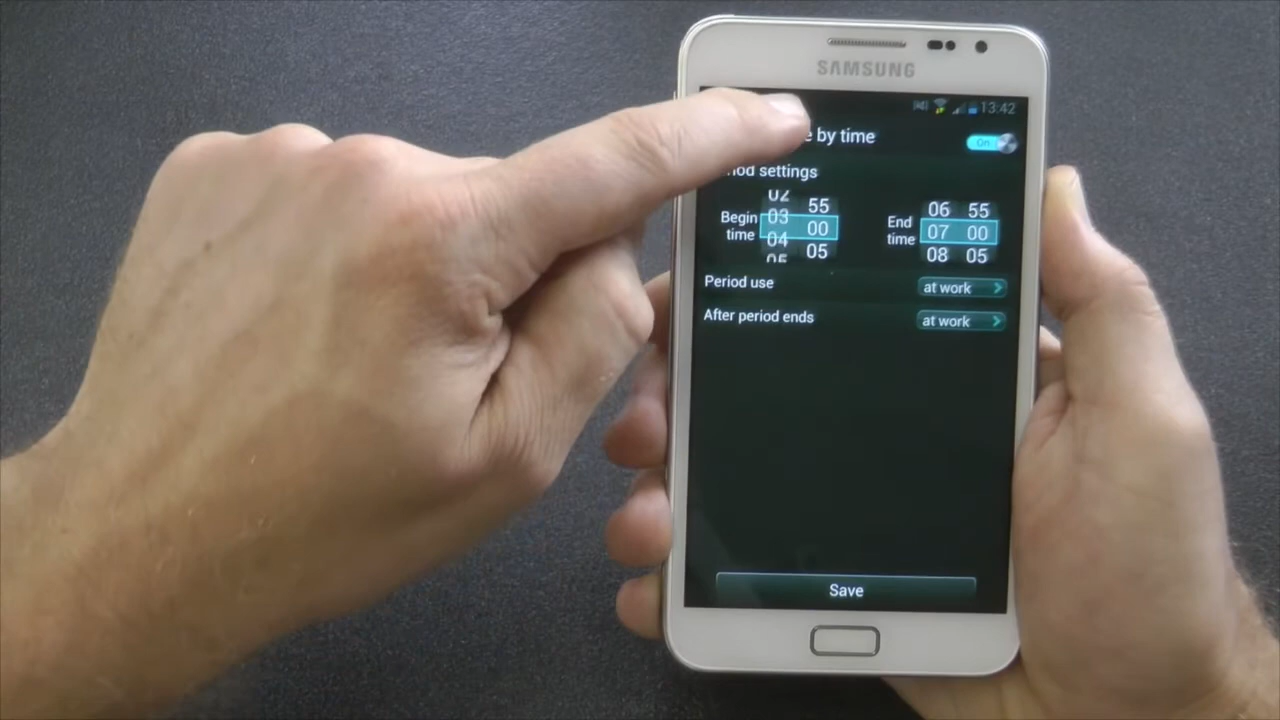 SAMSUNG
13:42
by time
On
settings
02 55 06 55
Begin time 03 00 End time 07 00
04 05 08 05
05
Period use at work
After period ends at work
Save